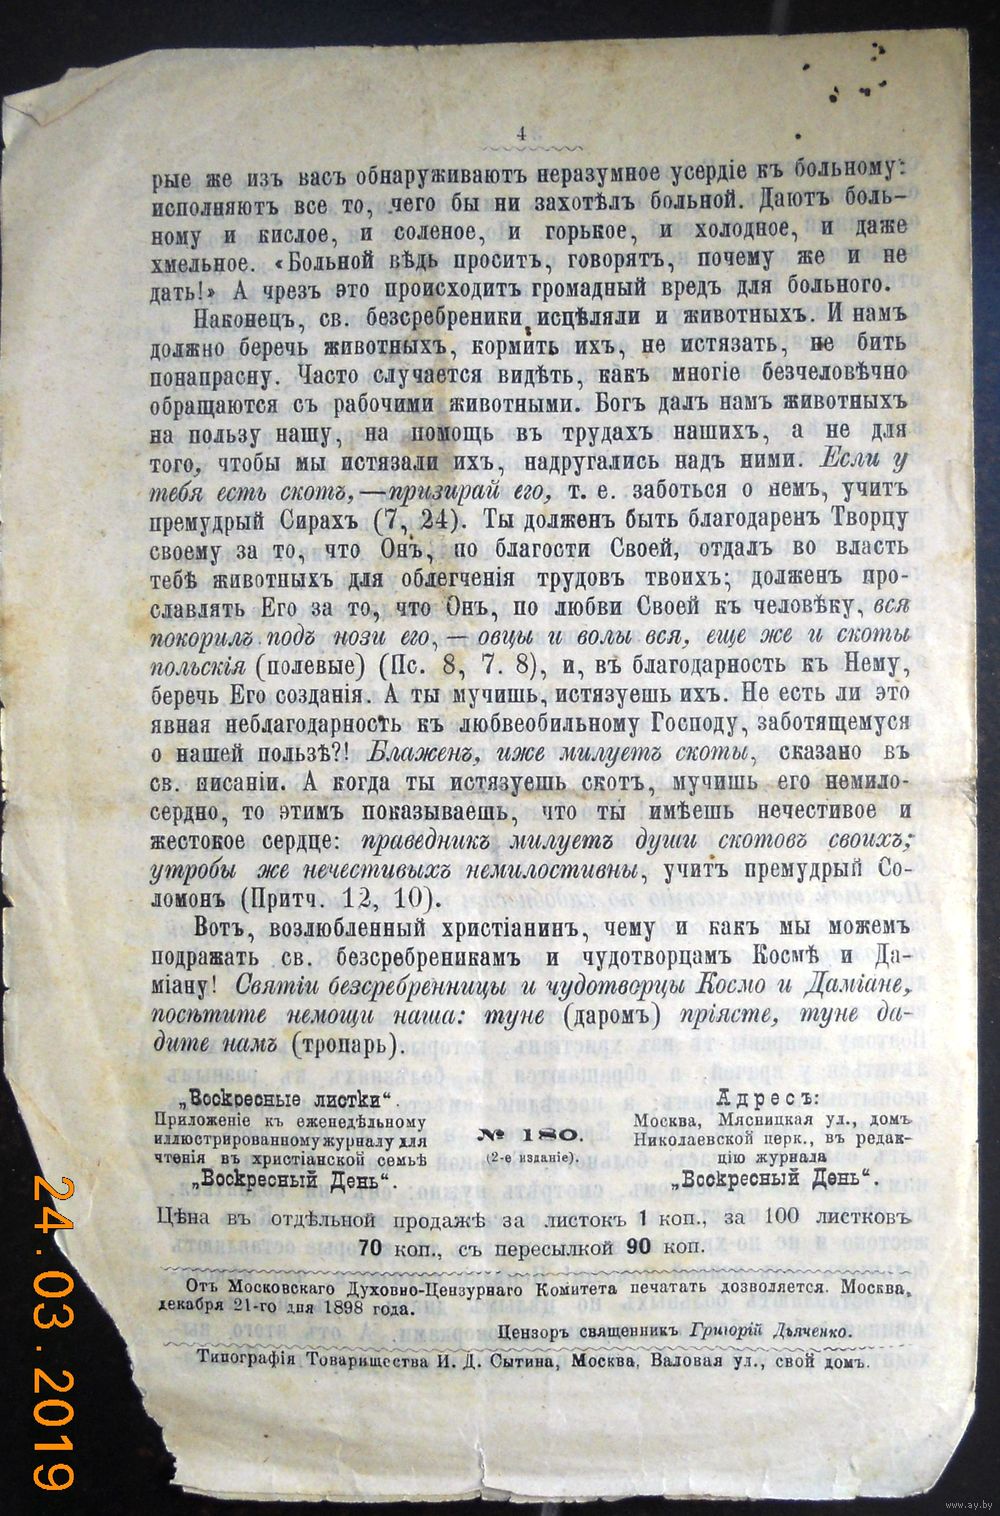 4
рые же изъ васъ обнаруживаютъ неразумное усердіе къ больному:
исполняютъ все то, чего бы ни захотѣлъ больной. Даютъ боль-
ному и кислое, и соленое, и горькое, и холодное, и даже
хмельное. «Больной вѣдь проситъ, говорятъ, почему же и не
дать!» А чрезъ это происходитъ громадный вредъ для больного.
Наконецъ, св. безсребреники исцѣляли и животныхъ. И намъ
должно беречь животныхъ, кормить ихъ, не истязать, не бить
понапрасну. Часто случается видѣть, какъ многіе безчеловѣчно
обращаются съ рабочими животными. Богъ далъ намъ животныхъ
на пользу нашу, на помощь въ трудахъ нашихъ, а не для
того, чтобы мы истязали ихъ, надругались надъ ними. Если у
тебя есть скотъ,—призирай его, т. е. заботься о немъ, учитъ
премудрый Сирахъ (7, 24). Ты долженъ быть благодаренъ Творцу
своему за то, что Онъ, по благости Своей, отдалъ во власть
тебѣ животныхъ для облегченія трудовъ твоихъ; долженъ про-
славлять Его за то, что Онъ, по любви Своей къ человѣку, вся
покорилъ подъ нози его, — овцы и волы вся, еще же и скоты
польскія (полевые) (Пс. 8, 7. 8), и, въ благодарность къ Нему,
беречь Его созданія. А ты мучишь, истязуешь ихъ. Не есть ли это
явная неблагодарность къ любвеобильному Господу, заботящемуся
о нашей пользѣ?! Блаженъ, иже милуетъ скоты, сказано въ
св. писаніи. А когда ты истязуешь скотъ, мучишь его немило-
сердно, то этимъ показываешь, что ты имѣешь нечестивое и
жестокое сердце: праведникъ милуетъ души скотовъ своихъ;
утробы же нечестивыхъ немилостивны, учитъ премудрый Со-
ломонъ (Притч. 12, 10).
Вотъ, возлюбленный христіанинъ, чему и какъ мы можемъ
подражать св. безсребреникамъ и чудотворцамъ Космѣ и Да-
міану! Святіи безсребренницы и чудотворцы Космо и Даміане,
посѣтите немощи наша: туне (даромъ) пріясте, туне да-
дите намъ (тропарь).
„Воскресные листки“.
Приложеніе къ еженедѣльному
иллюстрированному журналу для
чтенія въ христіанской семьѣ
„Воскресный День“.
№ 180.
(2-е изданіе).
Адресъ:
Москва, Мясницкая ул., домъ
Николаевской церк., въ редак-
цію журнала
„Воскресный День“.
Цѣна въ отдѣльной продажѣ за листокъ 1 коп., за 100 листковъ
70 коп., съ пересылкой 90 коп.
Отъ Московскаго Духовно-Цензурнаго Комитета печатать дозволяется. Москва,
декабря 21-го дня 1898 года.
Цензоръ священникъ Григорій Дьяченко.
Типографія Товарищества И. Д. Сытина, Москва, Валовая ул., свой домъ.
24.03.2019
www.ay.by